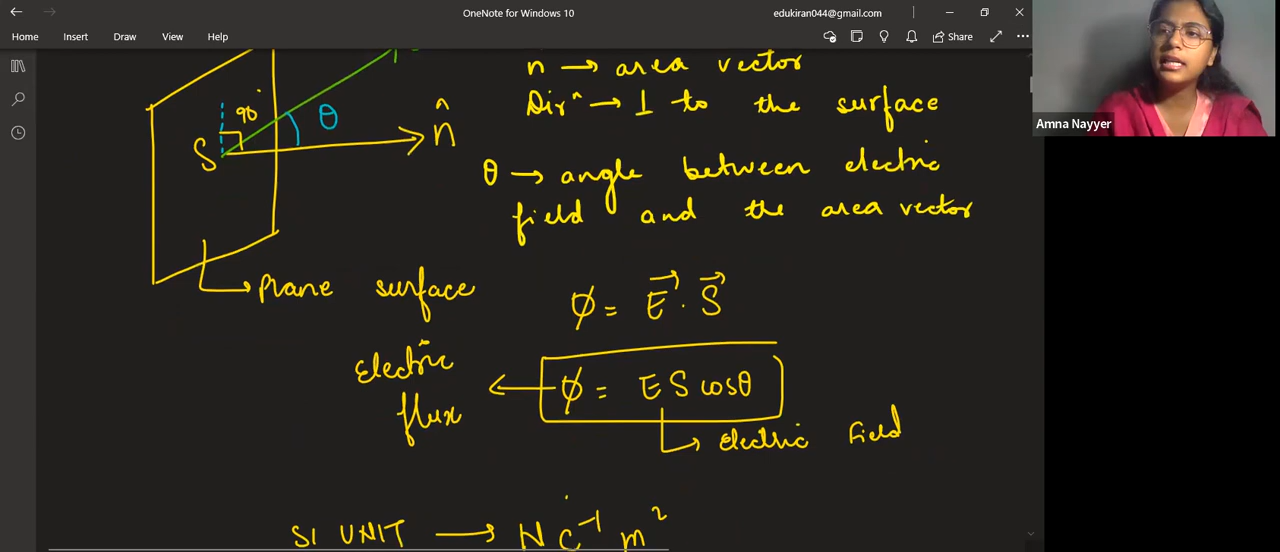 OneNote for Windows 10
edukiran044@gmail.com
Home Insert Draw View Help
Share
Amna Nayyer
n → area vector
Dirⁿ → ⊥ to the surface
θ → angle between electric
field and the area vector
90°
θ
n̂
S
Plane surface
ϕ = E⃗ · S⃗
Electric
flux
ϕ = E S cosθ
Electric Field
SI UNIT → N C⁻¹ m²